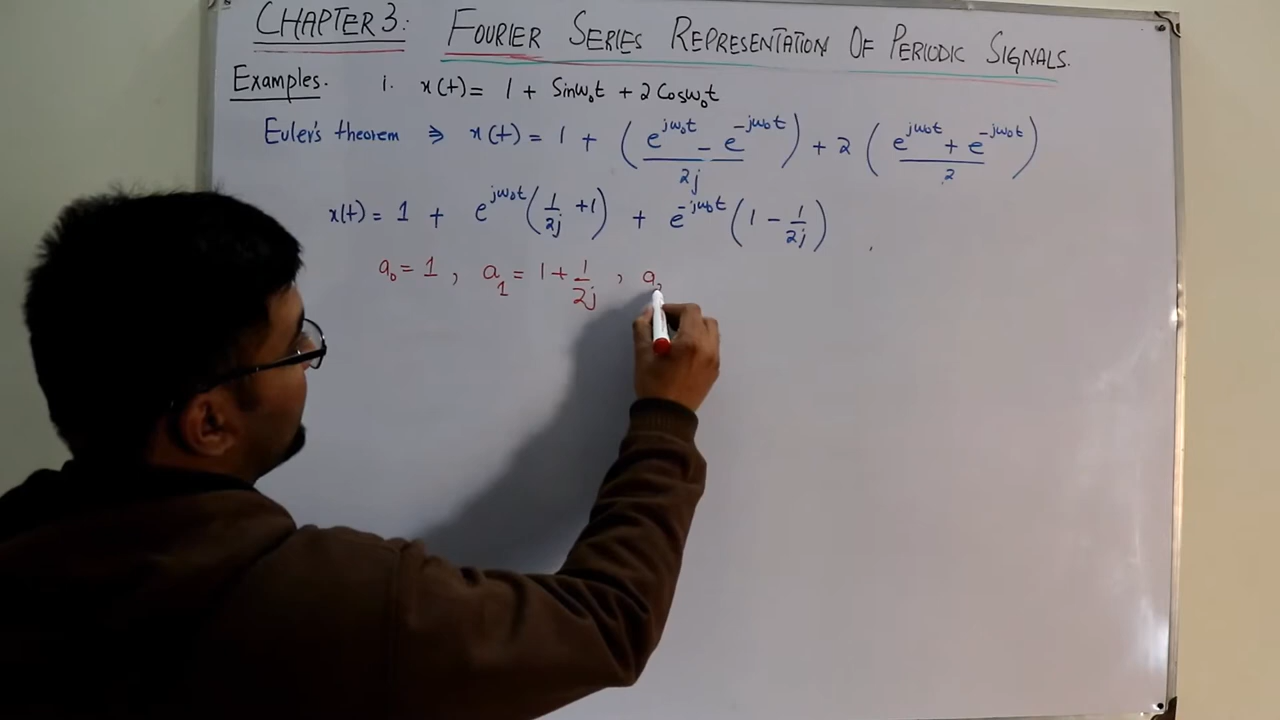 CHAPTER 3: FOURIER SERIES REPRESENTATION OF PERIODIC SIGNALS.
Examples. i. x(t) = 1 + Sinω₀t + 2 Cosω₀t
Euler's theorem ⇒ x(t) = 1 + (e^{jω₀t} - e^{-jω₀t} / 2j) + 2 (e^{jω₀t} + e^{-jω₀t} / 2)
x(t) = 1 + e^{jω₀t} (1/2j + 1) + e^{-jω₀t} (1 - 1/2j)
a₀ = 1, a₁ = 1 + 1/2j, a